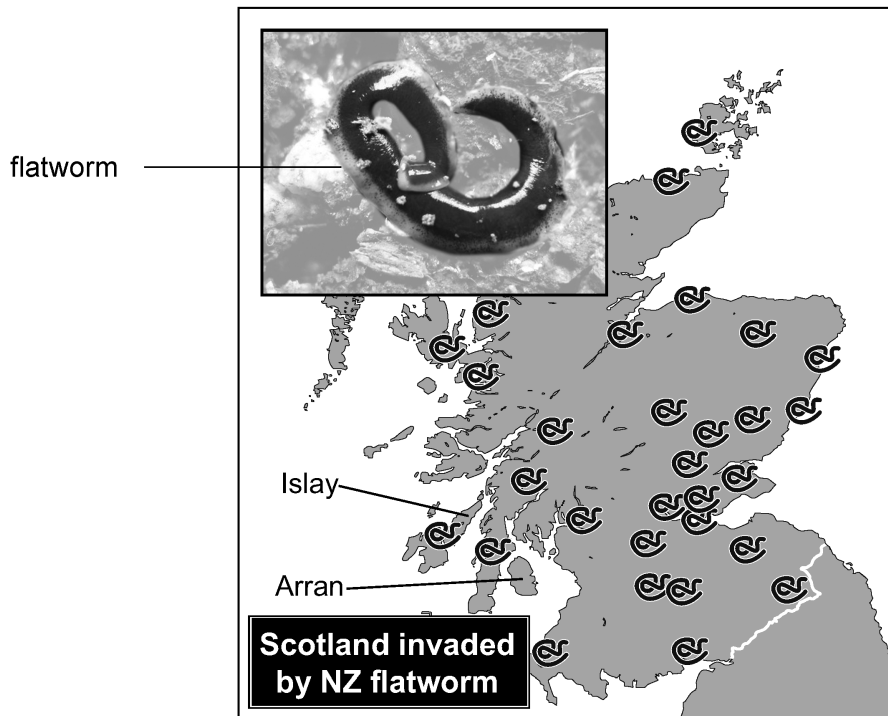 flatworm
Islay
Arran
Scotland invaded
by NZ flatworm